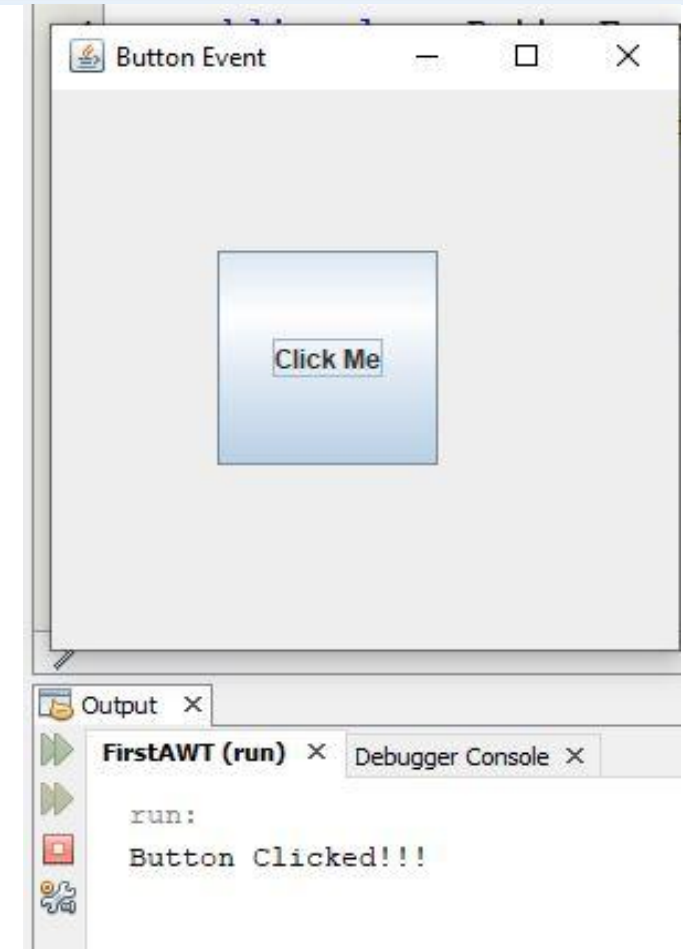 Button Event
Click Me
Output
FirstAWT (run)
Debugger Console
run:
Button Clicked!!!